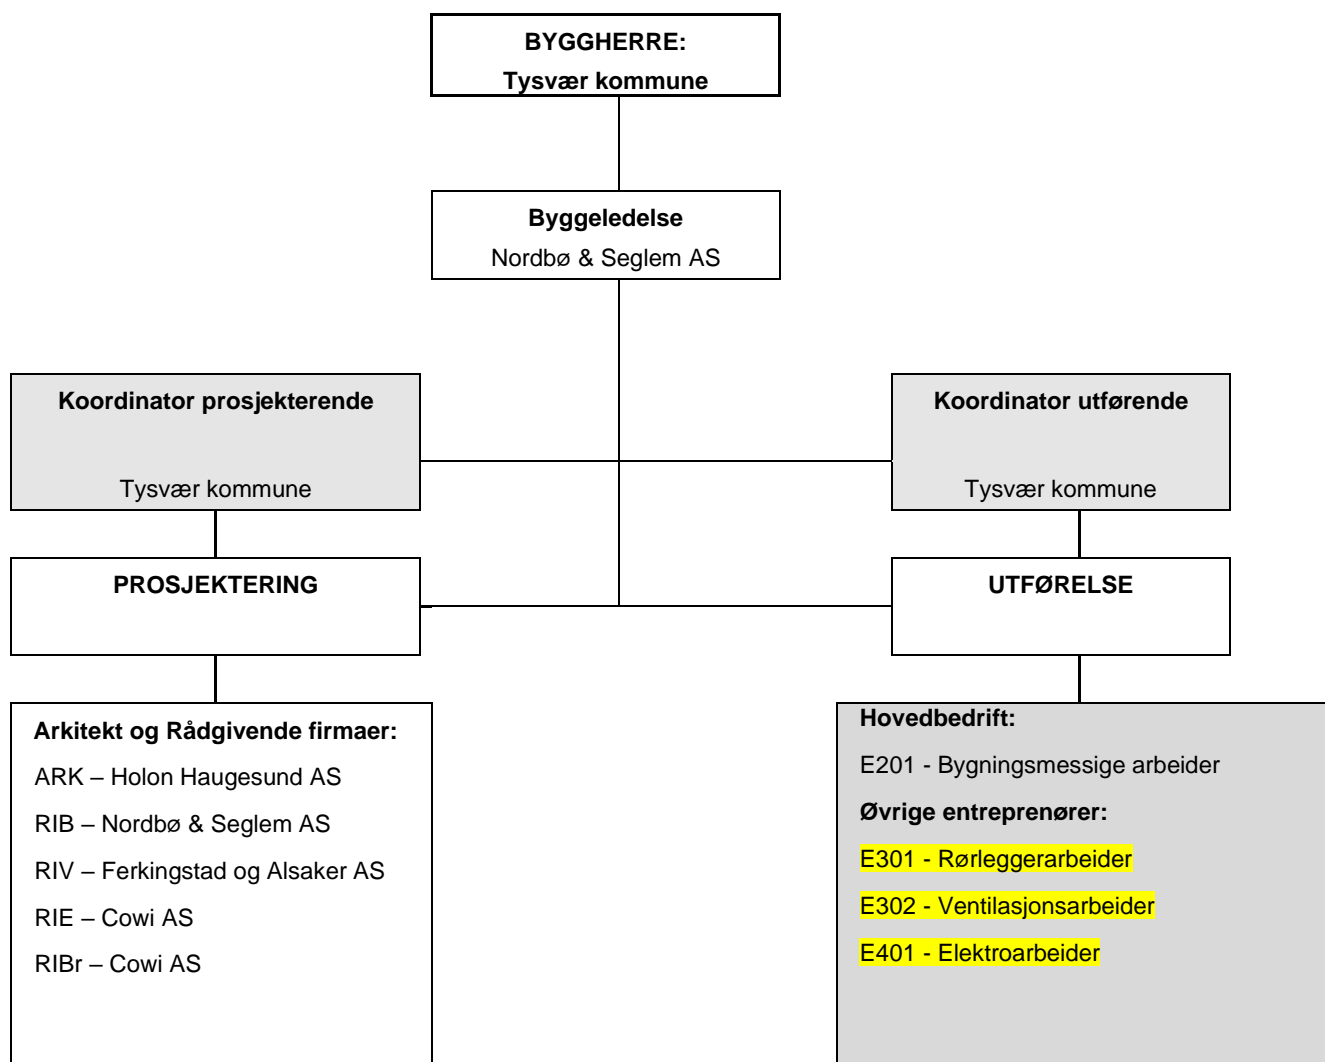 BYGGHERRE:
Tysvær kommune
Byggeledelse
Nordbø & Seglem AS
Koordinator prosjekterende
Tysvær kommune
Koordinator utførende
Tysvær kommune
PROSJEKTERING
UTFØRELSE
Arkitekt og Rådgivende firmaer:
ARK – Holon Haugesund AS
RIB – Nordbø & Seglem AS
RIV – Ferkingstad og Alsaker AS
RIE – Cowi AS
RIBr – Cowi AS
Hovedbedrift:
E201 - Bygningsmessige arbeider
Øvrige entreprenører:
E301 - Rørleggerarbeider
E302 - Ventilasjonsarbeider
E401 - Elektroarbeider